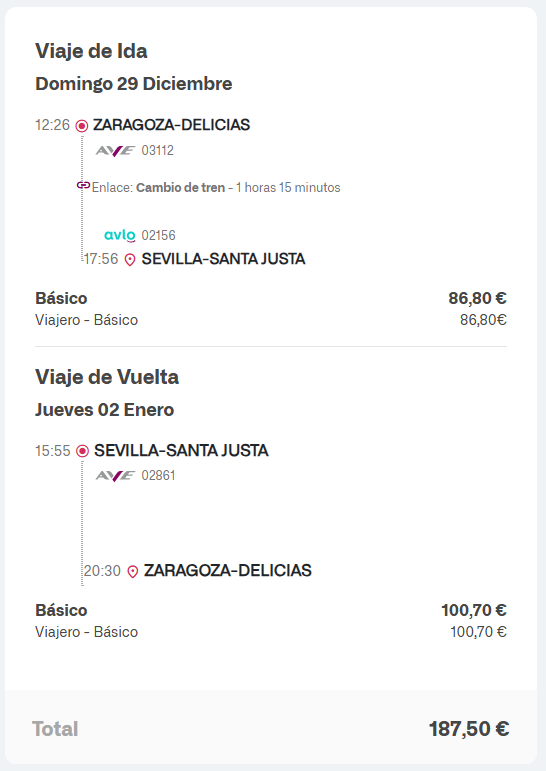 Viaje de Ida
Domingo 29 Diciembre
12:26 ZARAGOZA-DELICIAS
AVE 03112
Enlace: Cambio de tren - 1 horas 15 minutos
avlo 02156
17:56 SEVILLA-SANTA JUSTA
Básico 86,80 €
Viajero - Básico 86,80€
Viaje de Vuelta
Jueves 02 Enero
15:55 SEVILLA-SANTA JUSTA
AVE 02861
20:30 ZARAGOZA-DELICIAS
Básico 100,70 €
Viajero - Básico 100,70 €
Total 187,50 €